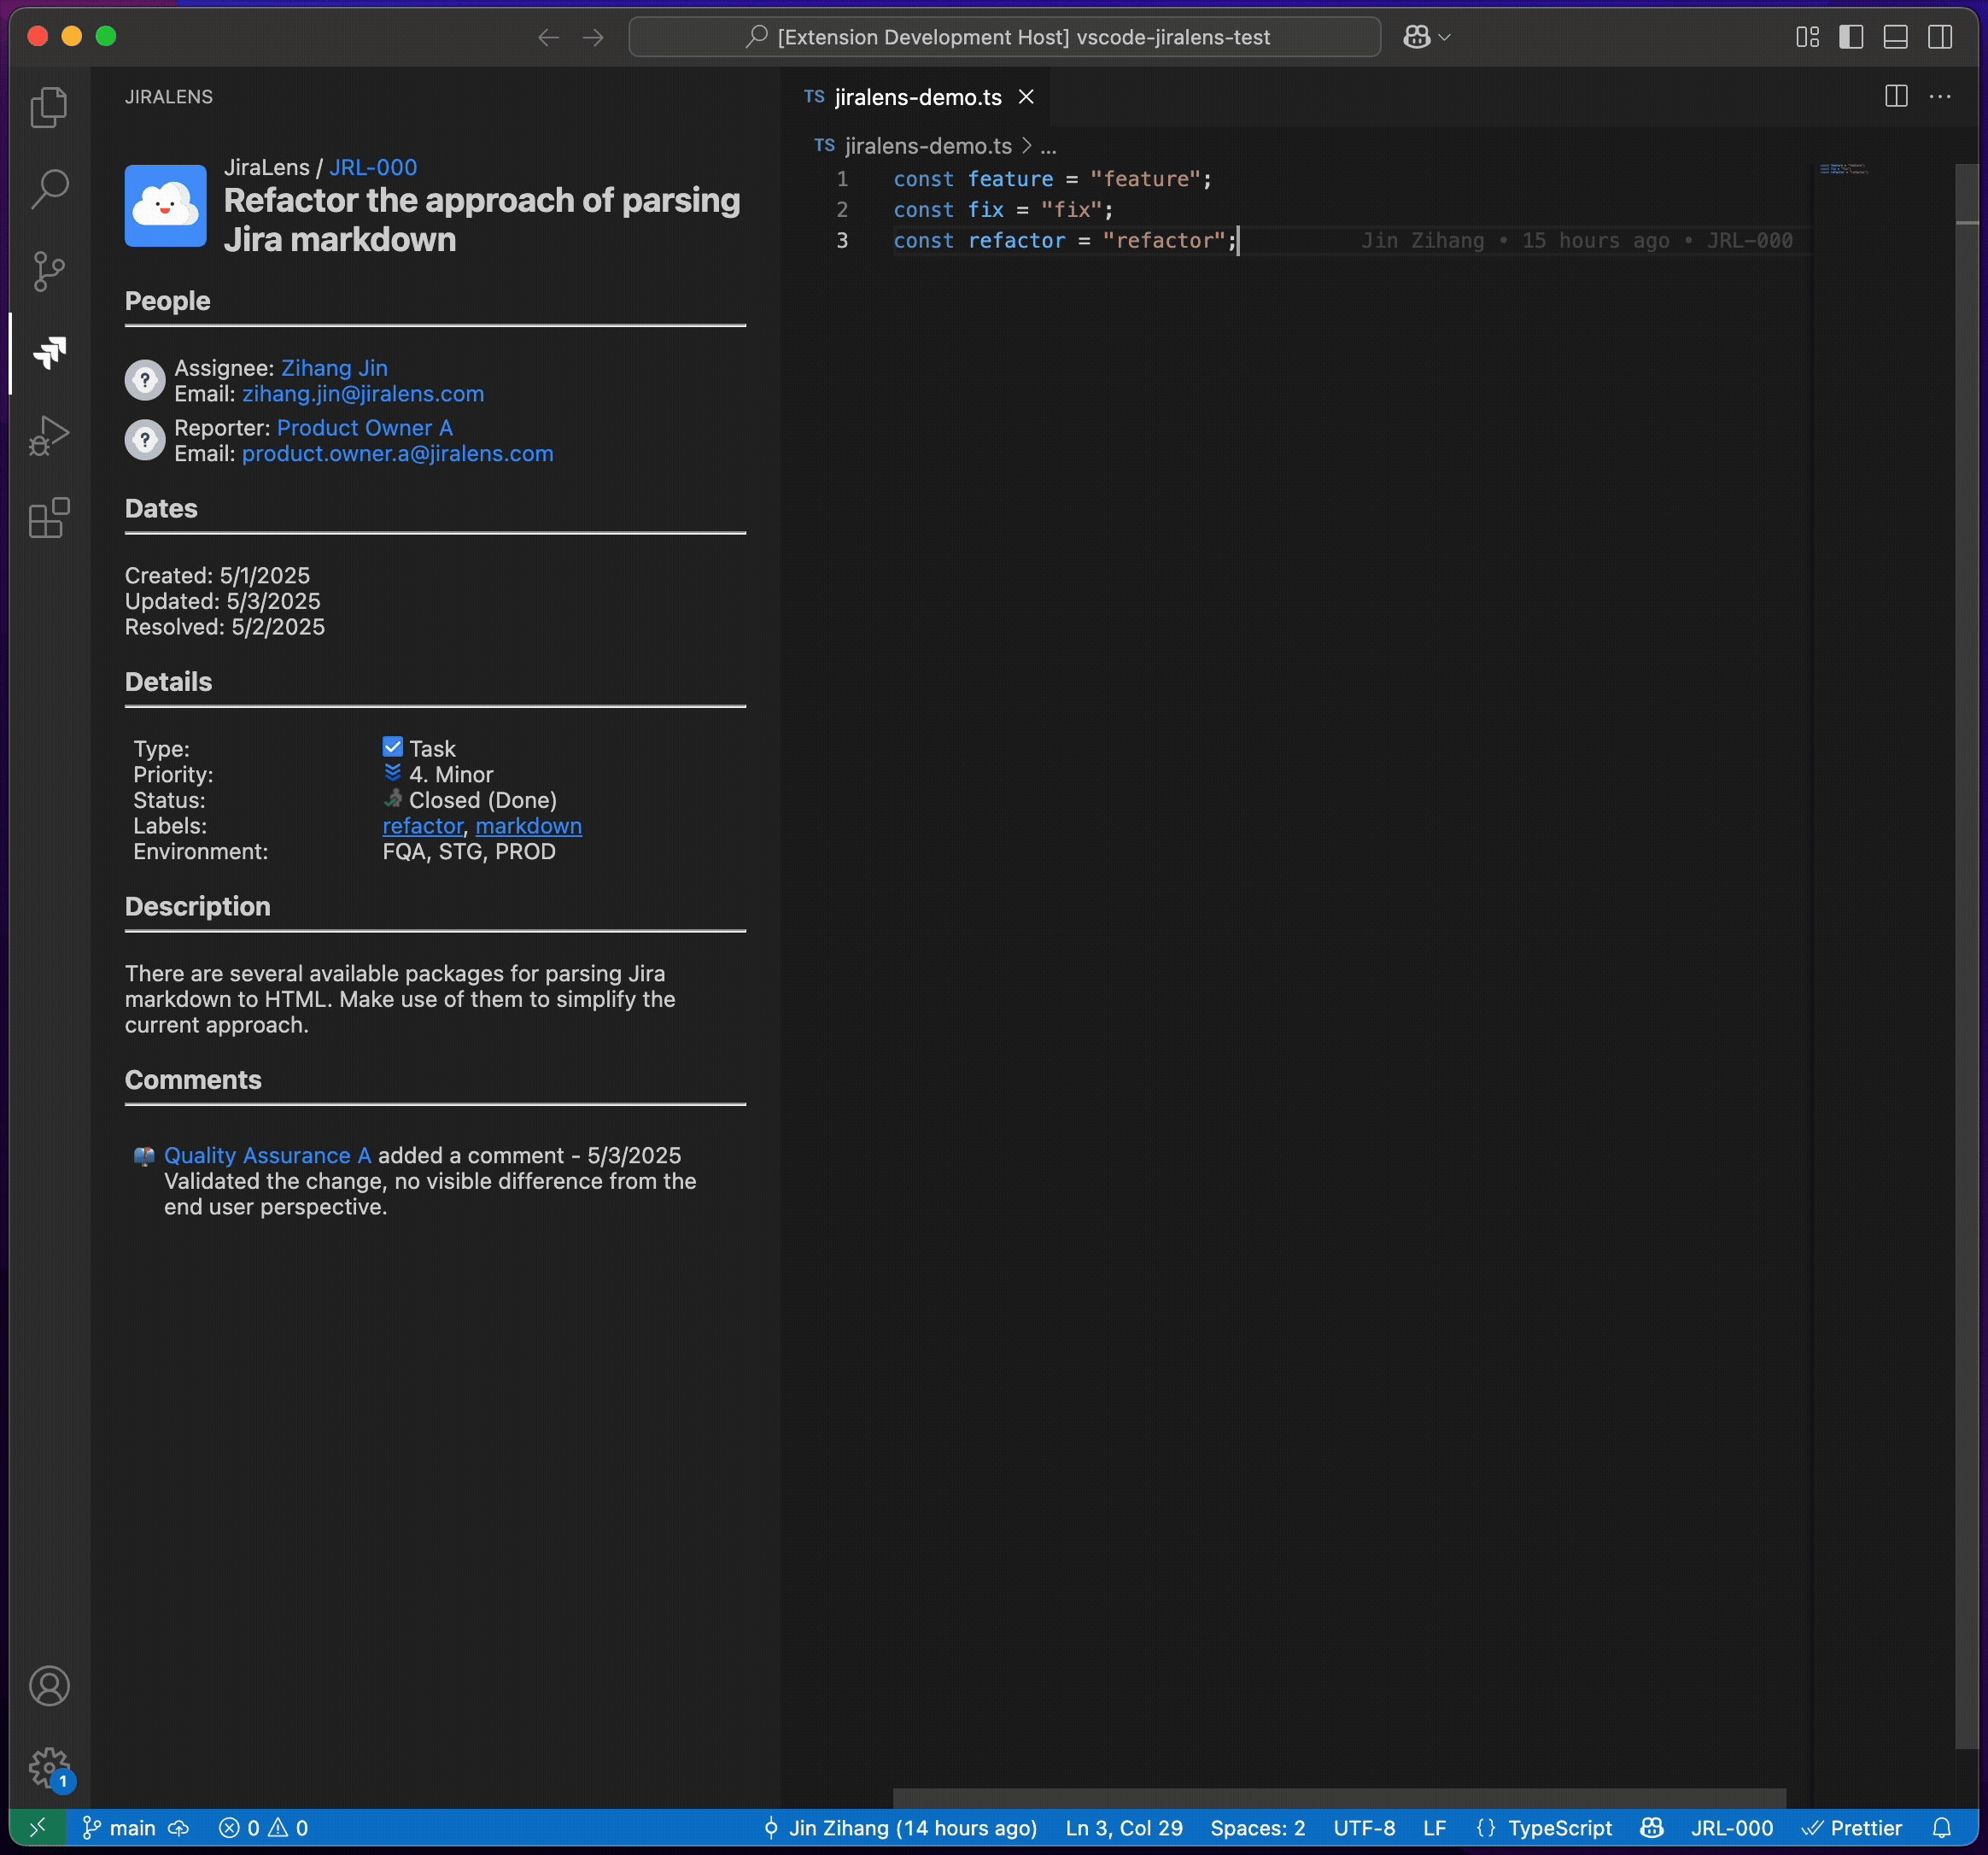 [Extension Development Host] vscode-jiralens-test
JIRALENS
JiraLens / JRL-000
Refactor the approach of parsing
Jira markdown
People
Assignee: Zihang Jin
Email: zihang.jin@jiralens.com
Reporter: Product Owner A
Email: product.owner.a@jiralens.com
Dates
Created: 5/1/2025
Updated: 5/3/2025
Resolved: 5/2/2025
Details
Type: Task
Priority: 4. Minor
Status: Closed (Done)
Labels: refactor, markdown
Environment: FQA, STG, PROD
Description
There are several available packages for parsing Jira
markdown to HTML. Make use of them to simplify the
current approach.
Comments
Quality Assurance A added a comment - 5/3/2025
Validated the change, no visible difference from the
end user perspective.
TS jiralens-demo.ts
TS jiralens-demo.ts > ...
1 const feature = "feature";
2 const fix = "fix";
3 const refactor = "refactor"; Jin Zihang • 15 hours ago • JRL-000
1
main 0 0 Jin Zihang (14 hours ago) Ln 3, Col 29 Spaces: 2 UTF-8 LF {} TypeScript JRL-000 Prettier